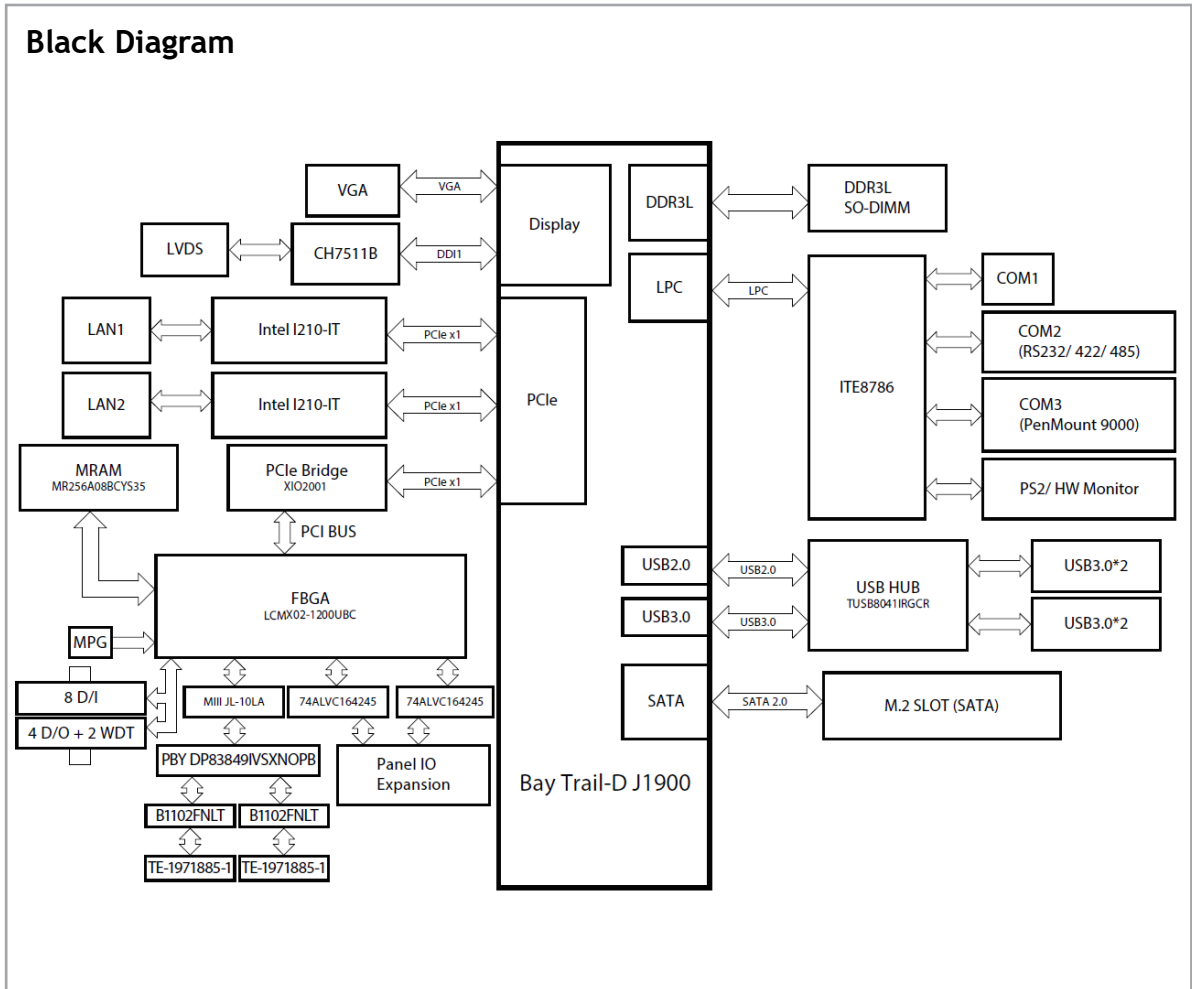 Black Diagram
VGA
VGA
Display
DDR3L
DDR3L
SO-DIMM
LVDS
CH7511B
DDI1
LPC
LPC
COM1
LAN1
Intel I210-IT
PCIe x1
COM2
(RS232/ 422/ 485)
ITE8786
LAN2
Intel I210-IT
PCIe x1
PCIe
COM3
(PenMount 9000)
MRAM
MR256A08BCYS35
PCIe Bridge
XIO2001
PCIe x1
PS2/ HW Monitor
PCI BUS
FBGA
LCMX02-1200UBC
USB2.0
USB2.0
USB HUB
TUSB8041IRGCR
USB3.0*2
USB3.0
USB3.0
USB3.0*2
MPG
8 D/I
4 D/O + 2 WDT
MIII JL-10LA
74ALVC164245
74ALVC164245
SATA
SATA 2.0
M.2 SLOT (SATA)
PBY DP83849IVSXNOPB
Panel IO
Expansion
Bay Trail-D J1900
B1102FNLT
B1102FNLT
TE-1971885-1
TE-1971885-1